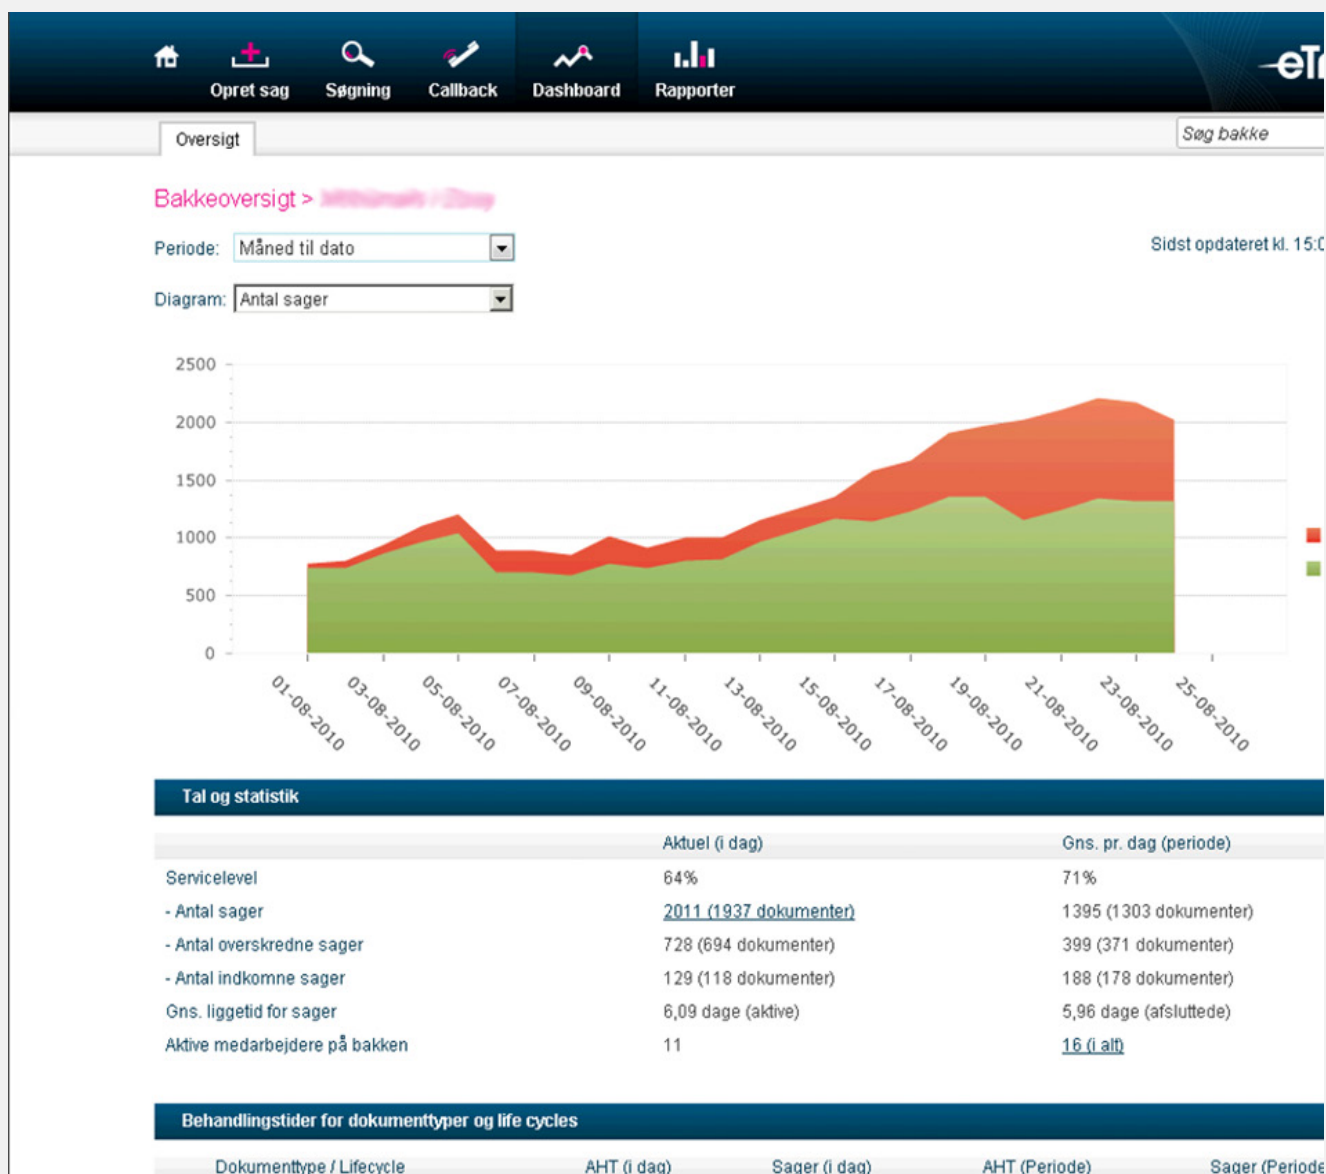 Opret sag Søgning Callback Dashboard Rapporter
Oversigt
Søg bakke
Bakkeoversigt >
Periode: Måned til dato
Sidst opdateret kl.
Diagram: Antal sager
2500
2000
1500
1000
500
0
01-08-2010 03-08-2010 05-08-2010 07-08-2010 09-08-2010 11-08-2010 13-08-2010 15-08-2010 17-08-2010 19-08-2010 21-08-2010 23-08-2010 25-08-2010
Tal og statistik
Aktuel (i dag) Gns. pr. dag (periode)
Servicelevel 64% 71%
- Antal sager 2011 (1937 dokumenter) 1395 (1303 dokumenter)
- Antal overskredne sager 728 (694 dokumenter) 399 (371 dokumenter)
- Antal indkomne sager 129 (118 dokumenter) 188 (178 dokumenter)
Gns. liggetid for sager 6,09 dage (aktive) 5,96 dage (afsluttede)
Aktive medarbejdere på bakken 11 16 (i alt)
Behandlingstider for dokumenttyper og life cycles
Dokumenttype / Lifecycle AHT (i dag) Sager (i dag) AHT (Periode) Sager (Periode